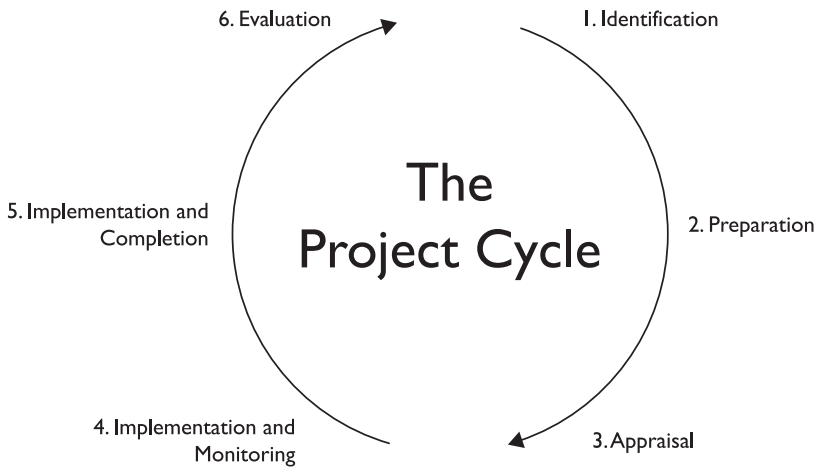 The
Project Cycle
1. Identification
2. Preparation
3. Appraisal
4. Implementation and
Monitoring
5. Implementation and
Completion
6. Evaluation